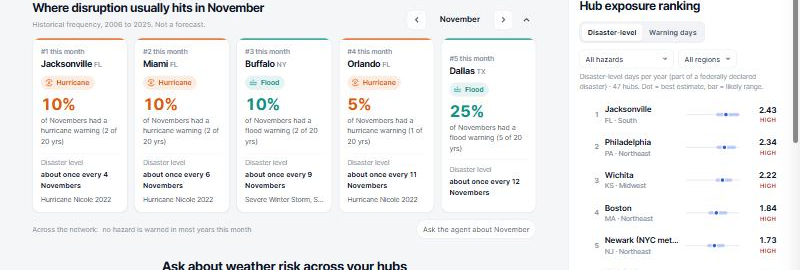 Where disruption usually hits in November
Historical frequency, 2006 to 2025. Not a forecast.
November
#1 this month
Jacksonville FL
Hurricane
10%
of Novembers had a
hurricane warning (2 of
20 yrs)
Disaster level
about once every 4
Novembers
Hurricane Nicole 2022
#2 this month
Miami FL
Hurricane
10%
of Novembers had a
hurricane warning (2 of
20 yrs)
Disaster level
about once every 6
Novembers
Hurricane Nicole 2022
#3 this month
Buffalo NY
Flood
10%
of Novembers had a
flood warning (2 of 20
yrs)
Disaster level
about once every 9
Novembers
Severe Winter Storm, S...
#4 this month
Orlando FL
Hurricane
5%
of Novembers had a
hurricane warning (1 of
20 yrs)
Disaster level
about once every 11
Novembers
Hurricane Nicole 2022
#5 this month
Dallas TX
Flood
25%
of Novembers had a
flood warning (5 of 20
yrs)
Disaster level
about once every 12
Novembers
Across the network: no hazard is warned in most years this month
Ask the agent about November
Ask about weather risk across your hubs
Hub exposure ranking
Disaster-level
Warning days
All hazards
All regions
Disaster-level days per year (part of a federally declared
disaster) · 47 hubs. Dot = best estimate, bar = likely range.
1 Jacksonville 2.43
FL · South HIGH
2 Philadelphia 2.34
PA · Northeast HIGH
3 Wichita 2.22
KS · Midwest HIGH
4 Boston 1.84
MA · Northeast HIGH
5 Newark (NYC met... 1.73
NJ · Northeast HIGH